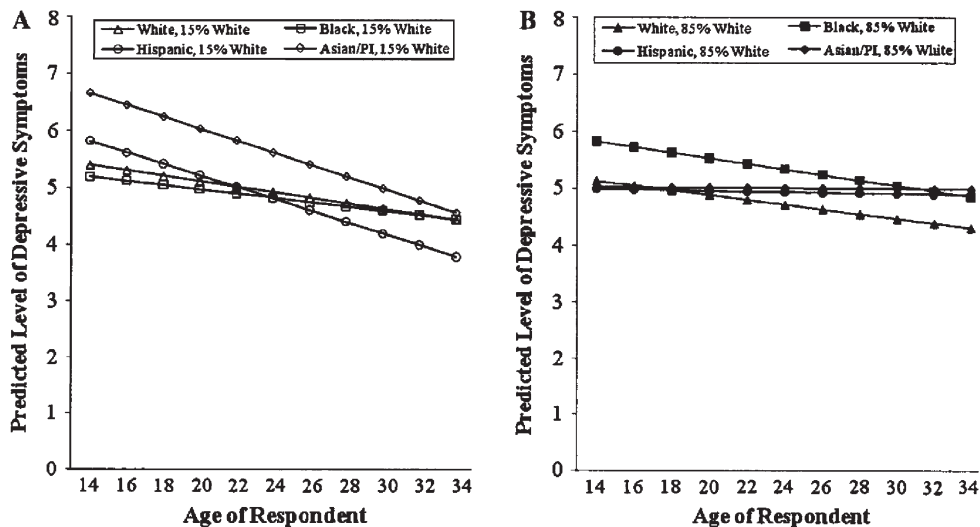 A
White, 15% White
Black, 15% White
Hispanic, 15% White
Asian/PI, 15% White
Predicted Level of Depressive Symptoms
8
7
6
5
4
3
2
1
0
14 16 18 20 22 24 26 28 30 32 34
Age of Respondent
B
White, 85% White
Black, 85% White
Hispanic, 85% White
Asian/PI, 85% White
Predicted Level of Depressive Symptoms
8
7
6
5
4
3
2
1
0
14 16 18 20 22 24 26 28 30 32 34
Age of Respondent